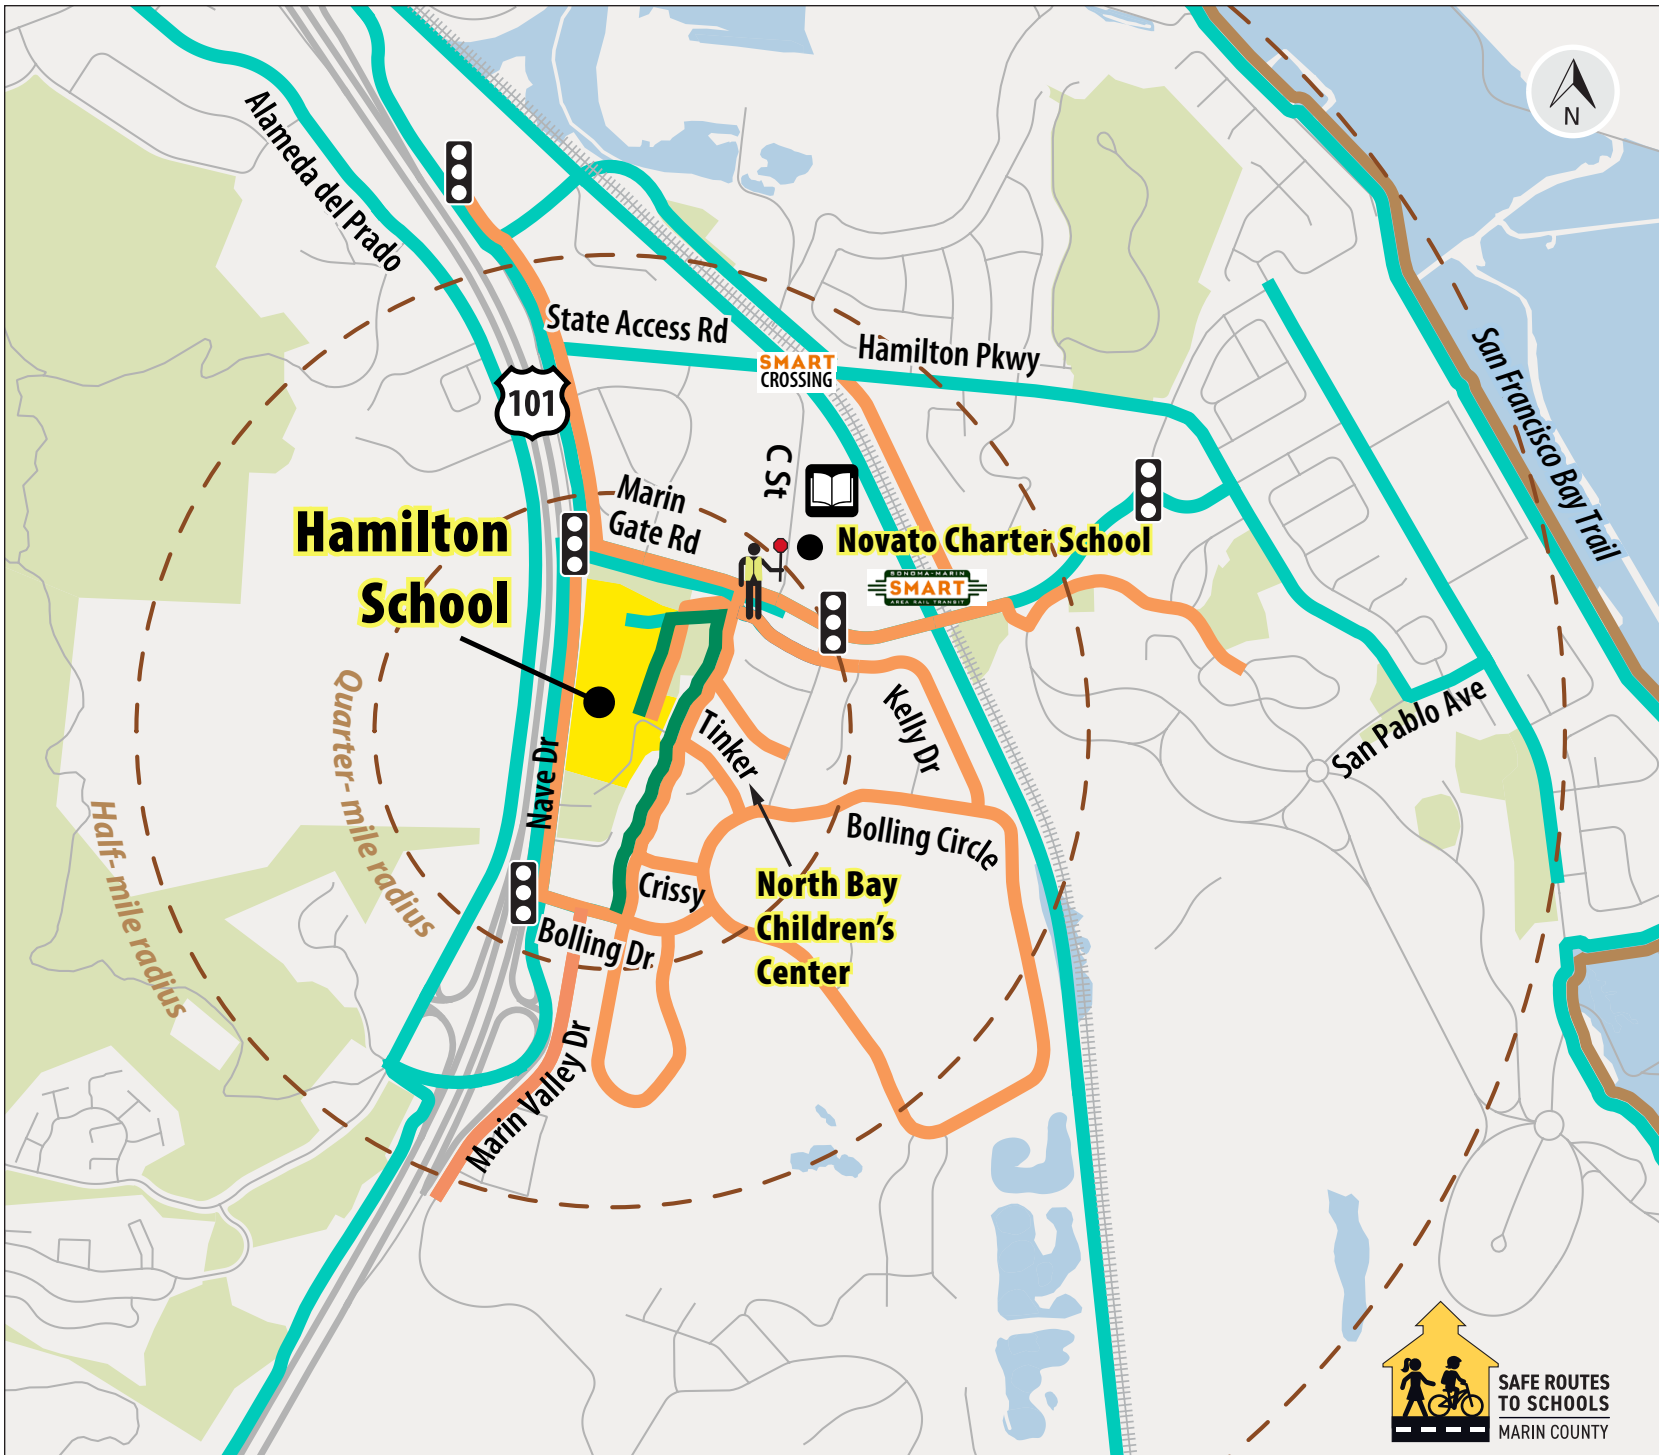 N
Alameda del Prado
State Access Rd
SMART
CROSSING
Hamilton Pkwy
San Francisco Bay Trail
101
C St
Marin
Gate Rd
Hamilton
School
Novato Charter School
SONOMA-MARIN
SMART
AREA RAIL TRANSIT
Quarter- mile radius
Half- mile radius
Nave Dr
Tinker
Kelly Dr
San Pablo Ave
Bolling Circle
Crissy
North Bay
Children's
Center
Bolling Dr
Marin Valley Dr
SAFE ROUTES
TO SCHOOLS
MARIN COUNTY